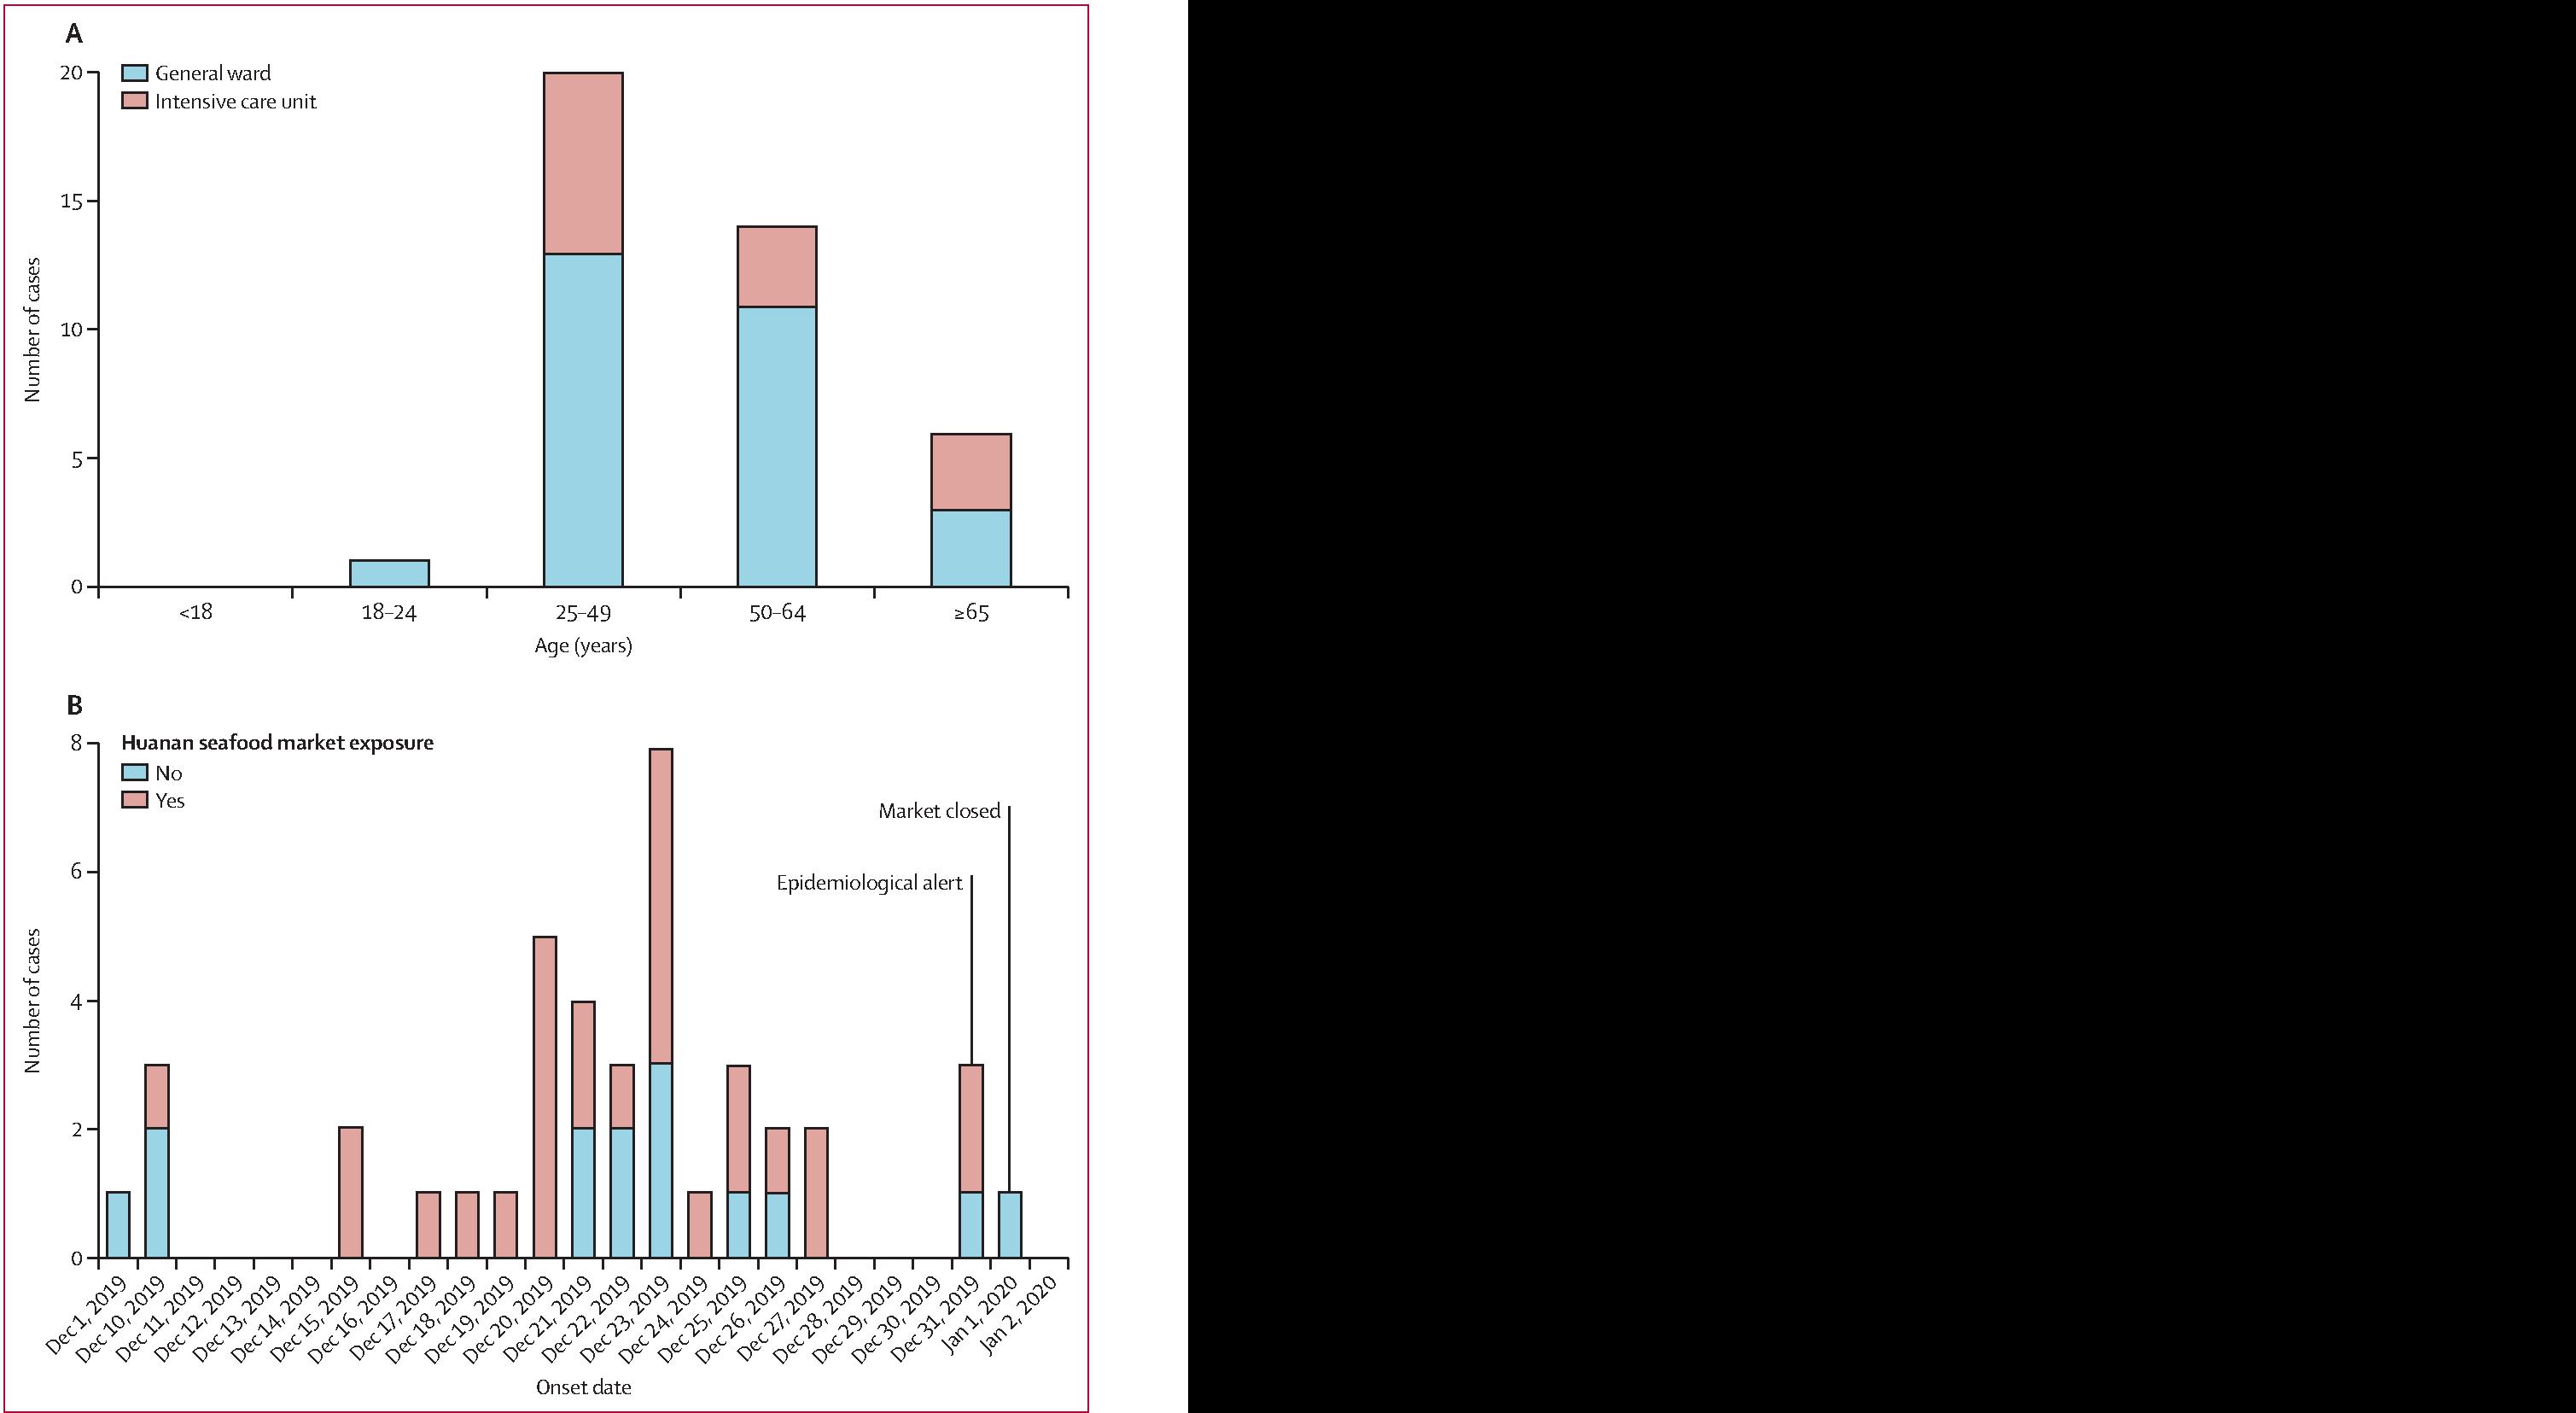 A
General ward
Intensive care unit
20
15
10
5
0
Number of cases
<18
18–24
25–49
50–64
≥65
Age (years)
B
Huanan seafood market exposure
No
Yes
8
6
4
2
0
Number of cases
Market closed
Epidemiological alert
Dec 1, 2019
Dec 10, 2019
Dec 11, 2019
Dec 12, 2019
Dec 13, 2019
Dec 14, 2019
Dec 15, 2019
Dec 16, 2019
Dec 17, 2019
Dec 18, 2019
Dec 19, 2019
Dec 20, 2019
Dec 21, 2019
Dec 22, 2019
Dec 23, 2019
Dec 24, 2019
Dec 25, 2019
Dec 26, 2019
Dec 27, 2019
Dec 28, 2019
Dec 29, 2019
Dec 30, 2019
Dec 31, 2019
Jan 1, 2020
Jan 2, 2020
Onset date